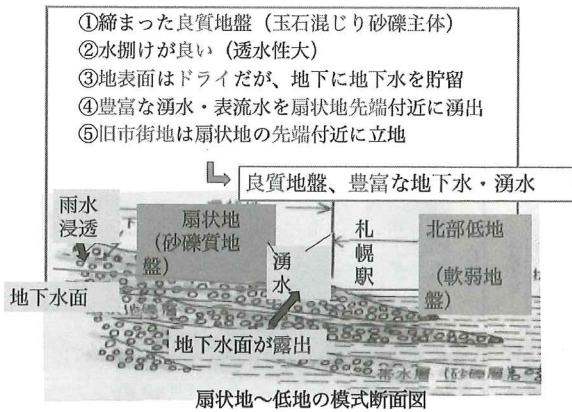 ①締まった良質地盤（玉石混じり砂礫主体）
②水捌けが良い（透水性大）
③地表面はドライだが、地下に地下水を貯留
④豊富な湧水・表流水を扇状地先端付近に湧出
⑤旧市街地は扇状地の先端付近に立地
良質地盤、豊富な地下水・湧水
雨水
浸透
扇状地
（砂礫質地
盤）
湧
水
札
幌
駅
北部低地
（軟弱地
盤）
地下水面
地下水面が露出
帯水層（砂礫層）
扇状地～低地の模式断面図